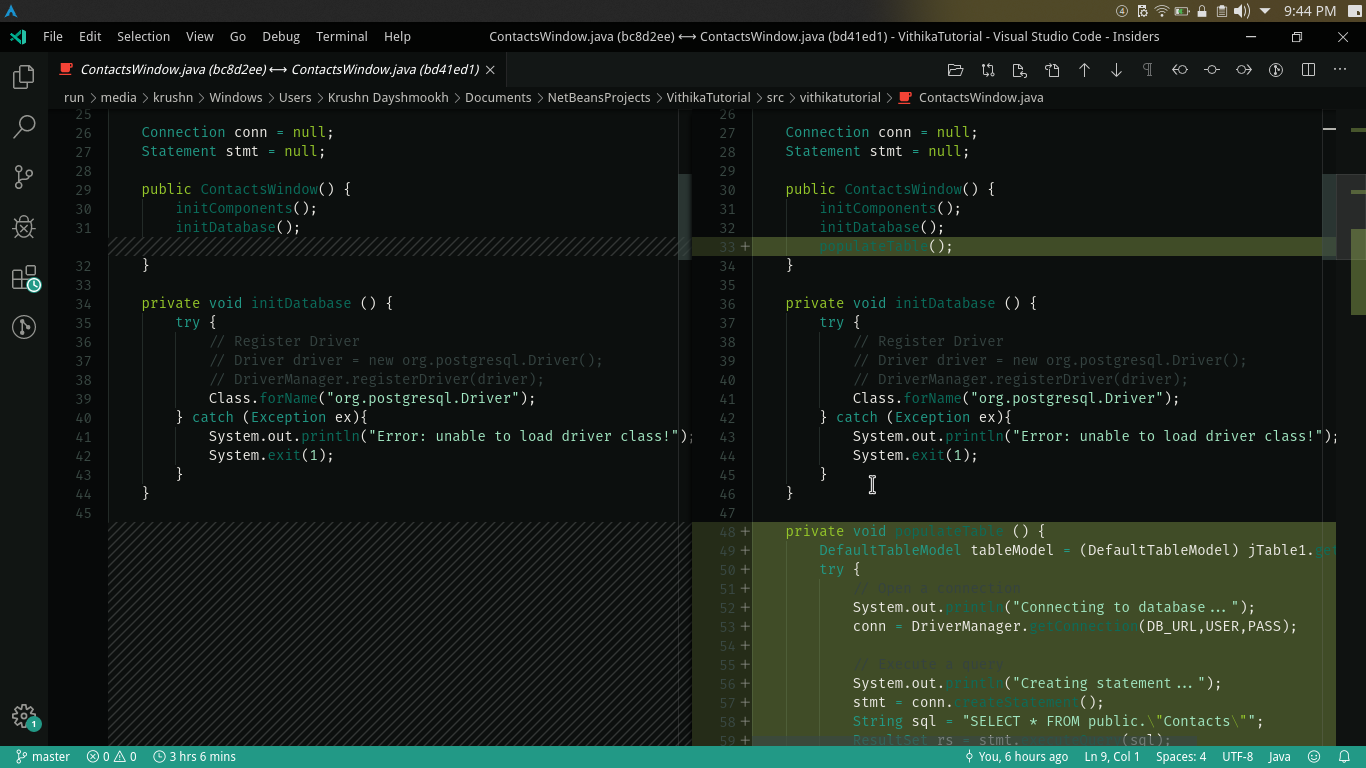 4 9:44 PM
File Edit Selection View Go Debug Terminal Help ContactsWindow.java (bc8d2ee) ⟷ ContactsWindow.java (bd41ed1) - VithikaTutorial - Visual Studio Code - Insiders
ContactsWindow.java (bc8d2ee) ⟷ ContactsWindow.java (bd41ed1)
run > media > krushn > Windows > Users > Krushn Dayshmookh > Documents > NetBeansProjects > VithikaTutorial > src > vithikatutorial > ContactsWindow.java
25
26 Connection conn = null;
27 Statement stmt = null;
28
29 public ContactsWindow() {
30 initComponents();
31 initDatabase();
32 }
33
34 private void initDatabase () {
35 try {
36 // Register Driver
37 // Driver driver = new org.postgresql.Driver();
38 // DriverManager.registerDriver(driver);
39 Class.forName("org.postgresql.Driver");
40 } catch (Exception ex){
41 System.out.println("Error: unable to load driver class!");
42 System.exit(1);
43 }
44 }
45
26
27 Connection conn = null;
28 Statement stmt = null;
29
30 public ContactsWindow() {
31 initComponents();
32 initDatabase();
33 + populateTable();
34 }
35
36 private void initDatabase () {
37 try {
38 // Register Driver
39 // Driver driver = new org.postgresql.Driver();
40 // DriverManager.registerDriver(driver);
41 Class.forName("org.postgresql.Driver");
42 } catch (Exception ex){
43 System.out.println("Error: unable to load driver class!");
44 System.exit(1);
45 }
46 }
47
48 + private void populateTable () {
49 + DefaultTableModel tableModel = (DefaultTableModel) jTable1.get
50 + try {
51 + // Open a connection
52 + System.out.println("Connecting to database...");
53 + conn = DriverManager.getConnection(DB_URL,USER,PASS);
54 +
55 + // Execute a query
56 + System.out.println("Creating statement...");
57 + stmt = conn.createStatement();
58 + String sql = "SELECT * FROM public.\"Contacts\"";
59 + ResultSet rs = stmt. (sql);
master 0 0 3 hrs 6 mins You, 6 hours ago Ln 9, Col 1 Spaces: 4 UTF-8 Java
1